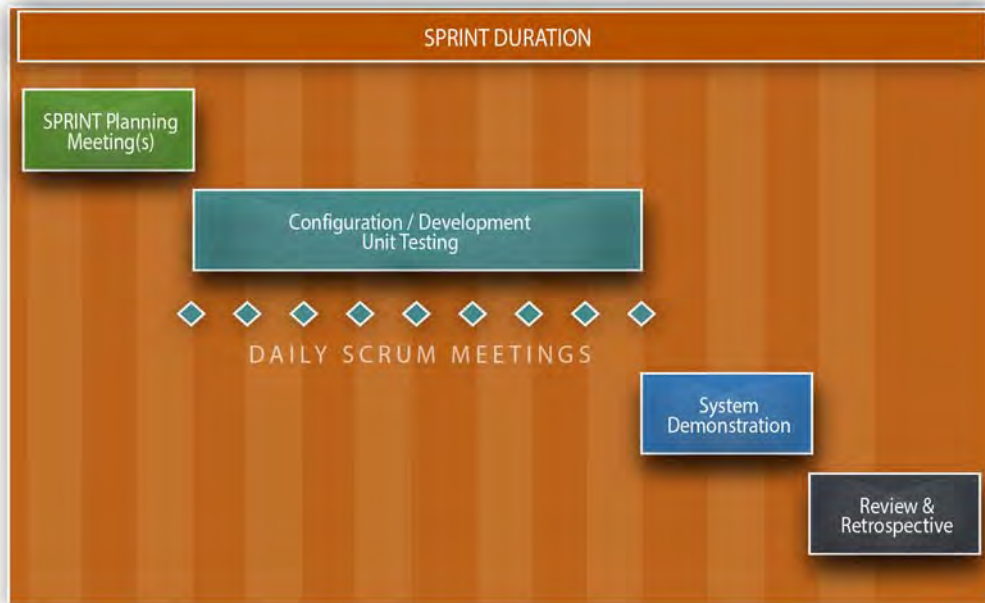 SPRINT DURATION
SPRINT Planning
Meeting(s)
Configuration / Development
Unit Testing
DAILY SCRUM MEETINGS
System
Demonstration
Review &
Retrospective